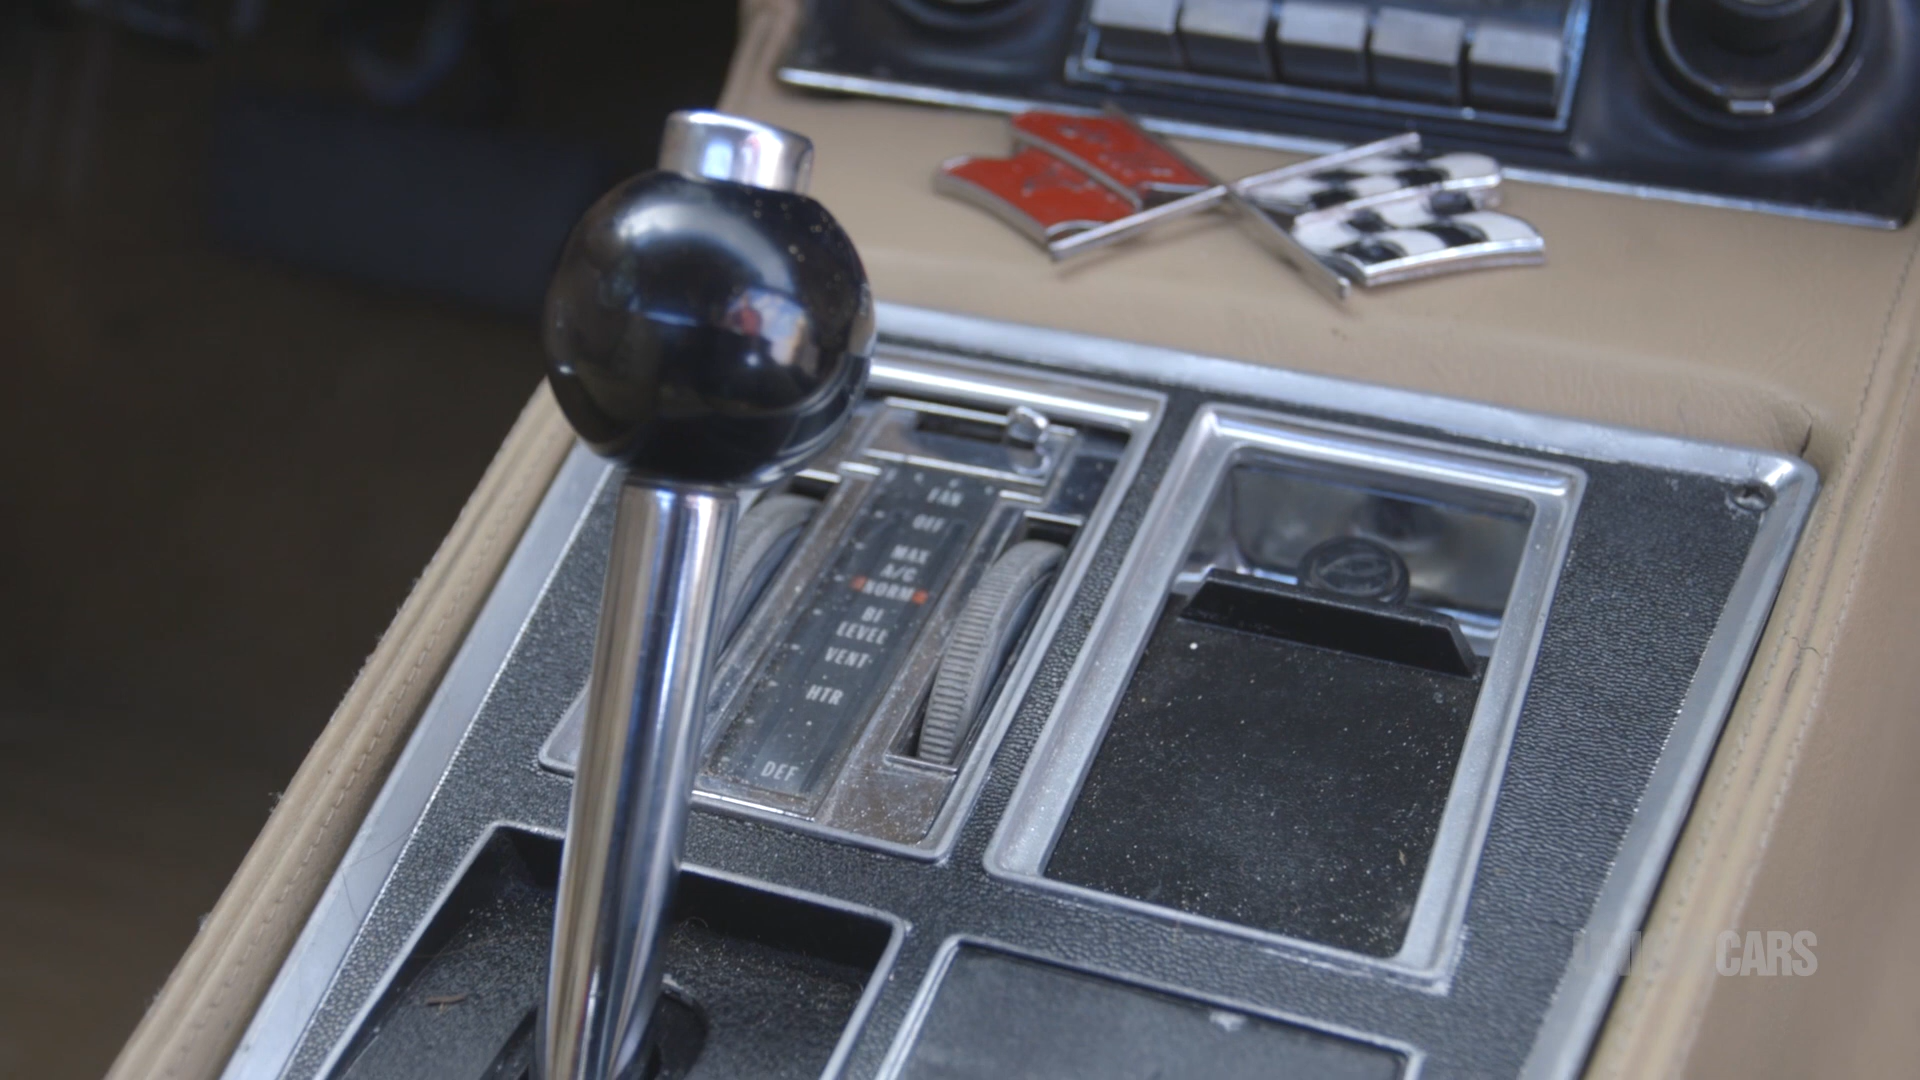 FAN
OFF
MAX
A/C
NORM
BI
LEVEL
VENT
HTR
DEF
CARS